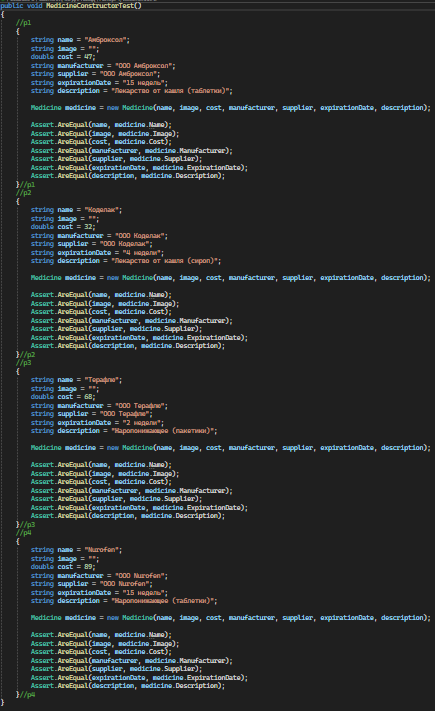 public void MedicineConstructorTest()
{
//p1
{
string name = "Амброксол";
string image = "";
double cost = 47;
string manufacturer = "ООО Амброксол";
string supplier = "ООО Амброксол";
string expirationDate = "15 недель";
string description = "Лекарство от кашля (таблетки)";
Medicine medicine = new Medicine(name, image, cost, manufacturer, supplier, expirationDate, description);
Assert.AreEqual(name, medicine.Name);
Assert.AreEqual(image, medicine.Image);
Assert.AreEqual(cost, medicine.Cost);
Assert.AreEqual(manufacturer, medicine.Manufacturer);
Assert.AreEqual(supplier, medicine.Supplier);
Assert.AreEqual(expirationDate, medicine.ExpirationDate);
Assert.AreEqual(description, medicine.Description);
}//p1
//p2
{
string name = "Коделак";
string image = "";
double cost = 32;
string manufacturer = "ООО Коделак";
string supplier = "ООО Коделак";
string expirationDate = "4 недели";
string description = "Лекарство от кашля (сироп)";
Medicine medicine = new Medicine(name, image, cost, manufacturer, supplier, expirationDate, description);
Assert.AreEqual(name, medicine.Name);
Assert.AreEqual(image, medicine.Image);
Assert.AreEqual(cost, medicine.Cost);
Assert.AreEqual(manufacturer, medicine.Manufacturer);
Assert.AreEqual(supplier, medicine.Supplier);
Assert.AreEqual(expirationDate, medicine.ExpirationDate);
Assert.AreEqual(description, medicine.Description);
}//p2
//p3
{
string name = "Терафлю";
string image = "";
double cost = 68;
string manufacturer = "ООО Терафлю";
string supplier = "ООО Терафлю";
string expirationDate = "2 недели";
string description = "Жаропонижающее (пакетики)";
Medicine medicine = new Medicine(name, image, cost, manufacturer, supplier, expirationDate, description);
Assert.AreEqual(name, medicine.Name);
Assert.AreEqual(image, medicine.Image);
Assert.AreEqual(cost, medicine.Cost);
Assert.AreEqual(manufacturer, medicine.Manufacturer);
Assert.AreEqual(supplier, medicine.Supplier);
Assert.AreEqual(expirationDate, medicine.ExpirationDate);
Assert.AreEqual(description, medicine.Description);
}//p3
//p4
{
string name = "Nurofen";
string image = "";
double cost = 89;
string manufacturer = "ООО Nurofen";
string supplier = "ООО Nurofen";
string expirationDate = "15 недель";
string description = "Жаропонижающее (таблетки)";
Medicine medicine = new Medicine(name, image, cost, manufacturer, supplier, expirationDate, description);
Assert.AreEqual(name, medicine.Name);
Assert.AreEqual(image, medicine.Image);
Assert.AreEqual(cost, medicine.Cost);
Assert.AreEqual(manufacturer, medicine.Manufacturer);
Assert.AreEqual(supplier, medicine.Supplier);
Assert.AreEqual(expirationDate, medicine.ExpirationDate);
Assert.AreEqual(description, medicine.Description);
}//p4
}